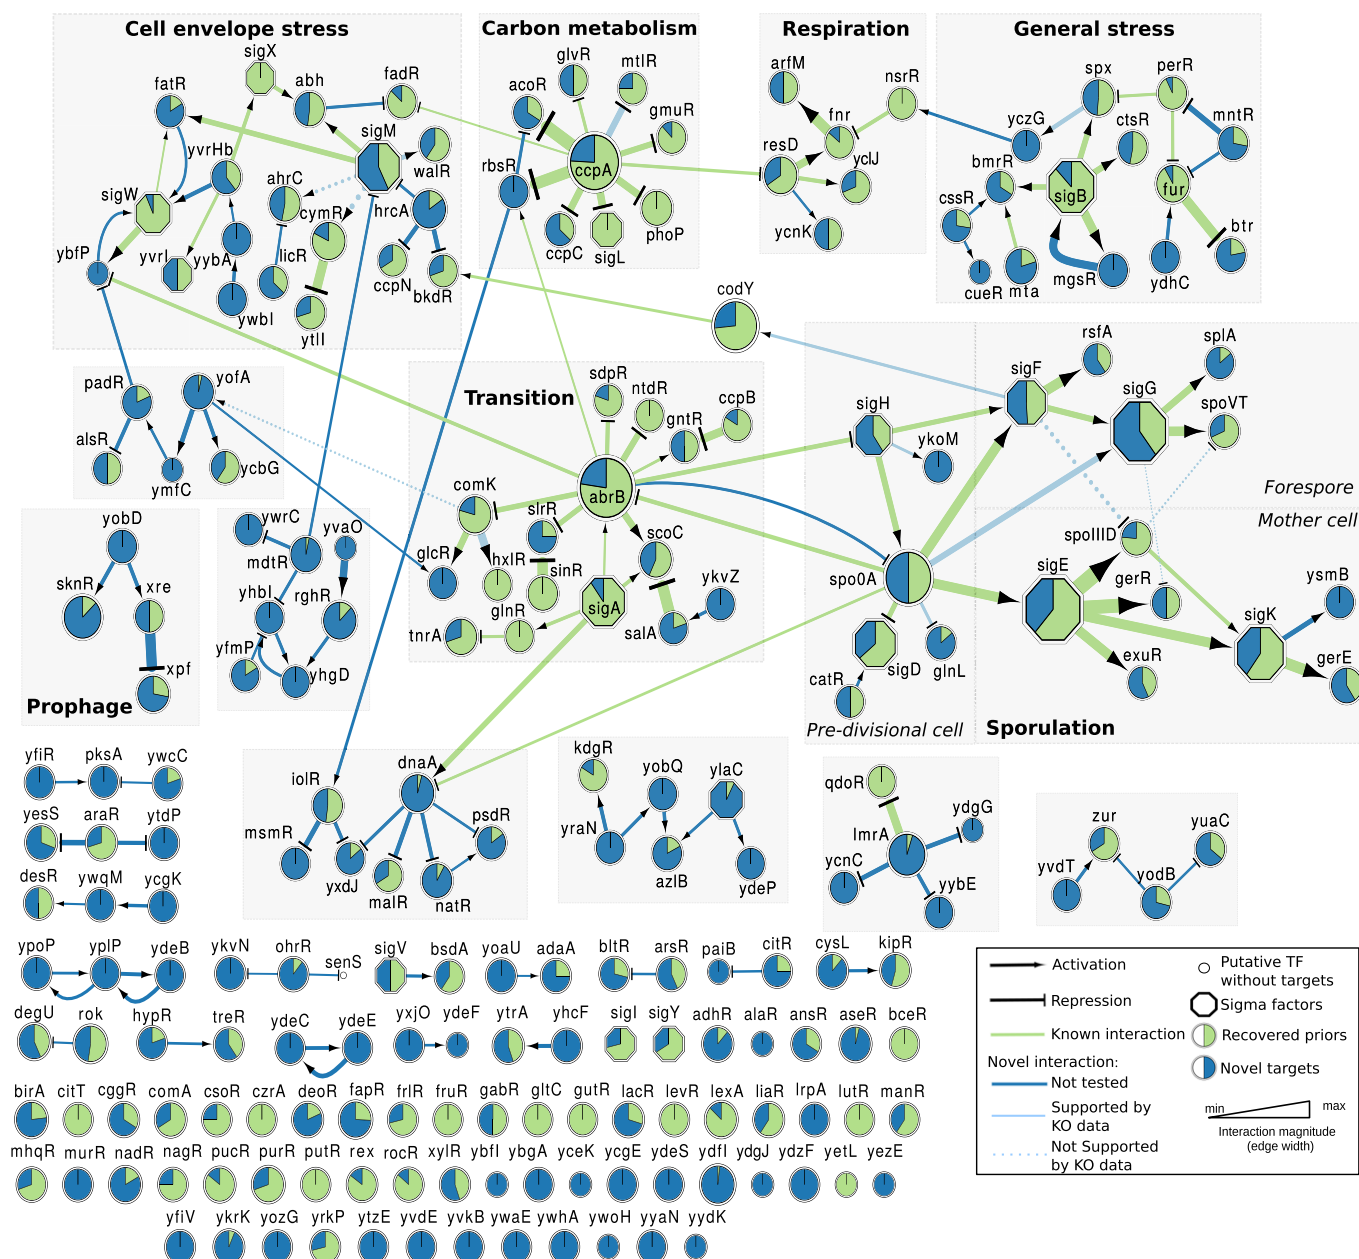 Cell envelope stress
Carbon metabolism
Respiration
General stress
sigX
fatR
abh
fadR
sigM
walR
yvrHb
ahrC
cymR
hrcA
sigW
ybfP
yvrI
yybA
licR
ccpN
bkdR
ywbI
ytlI
glvR
mtlR
acoR
gmuR
ccpA
rbsR
ccpC
sigL
phoP
arfM
nsrR
fnr
resD
yclJ
ycnK
spx
perR
yczG
ctsR
mntR
bmrR
sigB
fur
cssR
btr
cueR
mta
mgsR
ydhC
codY
padR
yofA
alsR
ymfC
ycbG
Transition
sdpR
ntdR
gntR
ccpB
abrB
comK
slrR
scoC
glcR
hxlR
sinR
ykvZ
glnR
sigA
tnrA
salA
rsfA
splA
sigF
sigG
sigH
spoVT
ykoM
Forespore
Mother cell
spoIIID
sigE
gerR
ysmB
spo0A
sigK
sigD
glnL
exuR
gerE
catR
Pre-divisional cell
Sporulation
yobD
sknR
xre
xpf
Prophage
ywrC
yvaO
mdtR
yhbI
rghR
yfmP
yhgD
yfiR
pksA
ywcC
yesS
araR
ytdP
desR
ywqM
ycgK
iolR
dnaA
msmR
psdR
yxdJ
malR
natR
kdgR
yobQ
ylaC
yraN
azlB
ydeP
qdoR
ydgG
lmrA
ycnC
yybE
zur
yuaC
yvdT
yodB
ypoP
yplP
ydeB
ykvN
ohrR
senS
sigV
bsdA
yoaU
adaA
bltR
arsR
paiB
citR
cysL
kipR
degU
rok
hypR
treR
ydeC
ydeE
yxjO
ydeF
ytrA
yhcF
sigI
sigY
adhR
alaR
ansR
aseR
bceR
birA
citT
cggR
comA
csoR
czrA
deoR
fapR
frlR
fruR
gabR
gltC
gutR
lacR
levR
lexA
liaR
lrpA
lutR
manR
mhqR
murR
nadR
nagR
pucR
purR
putR
rex
rocR
xylR
ybfI
ybgA
yceK
ycgE
ydeS
ydfI
ydgJ
ydzF
yetL
yezE
yfiV
ykrK
yozG
yrkP
ytzE
yvdE
yvkB
ywaE
ywhA
ywoH
yyaN
yydK
Activation
Repression
Known interaction
Novel interaction:
Not tested
Supported by
KO data
Not Supported
by KO data
Putative TF
without targets
Sigma factors
Recovered priors
Novel targets
min
max
Interaction magnitude
(edge width)